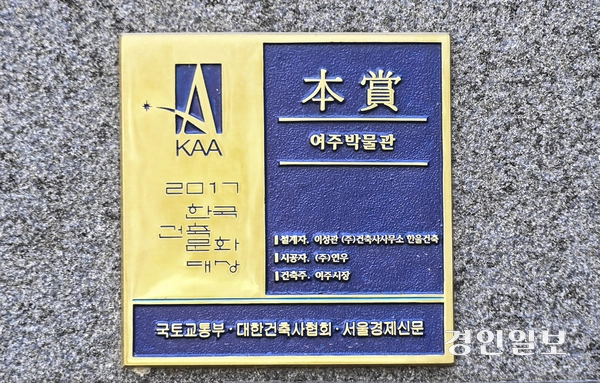 KAA
2017
한국
건축
문화
대상
本賞
여주박물관
설계자. 이성관 (주)건축사사무소 한울건축
시공자. (주)연우
건축주. 여주시장
국토교통부·대한건축사협회·서울경제신문
경인일보